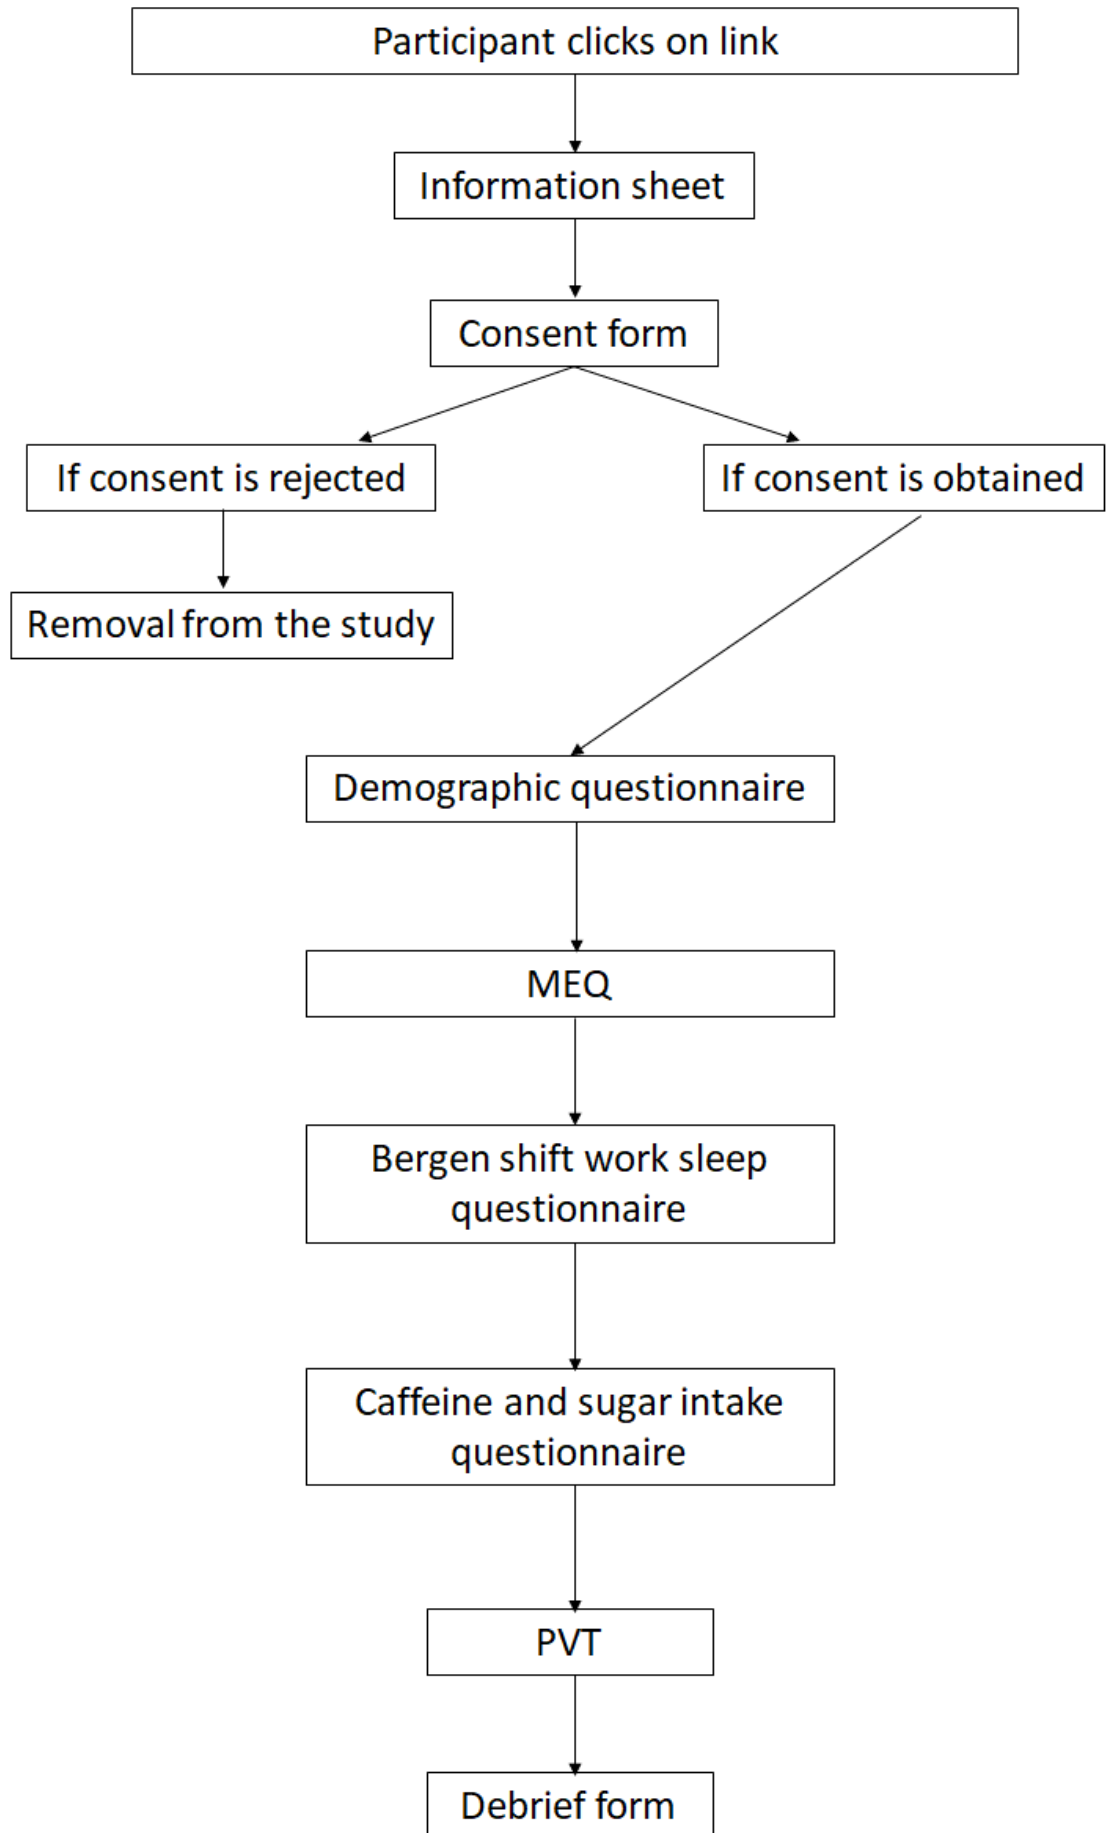 Participant clicks on link
Information sheet
Consent form
If consent is rejected
If consent is obtained
Removal from the study
Demographic questionnaire
MEQ
Bergen shift work sleep
questionnaire
Caffeine and sugar intake
questionnaire
PVT
Debrief form